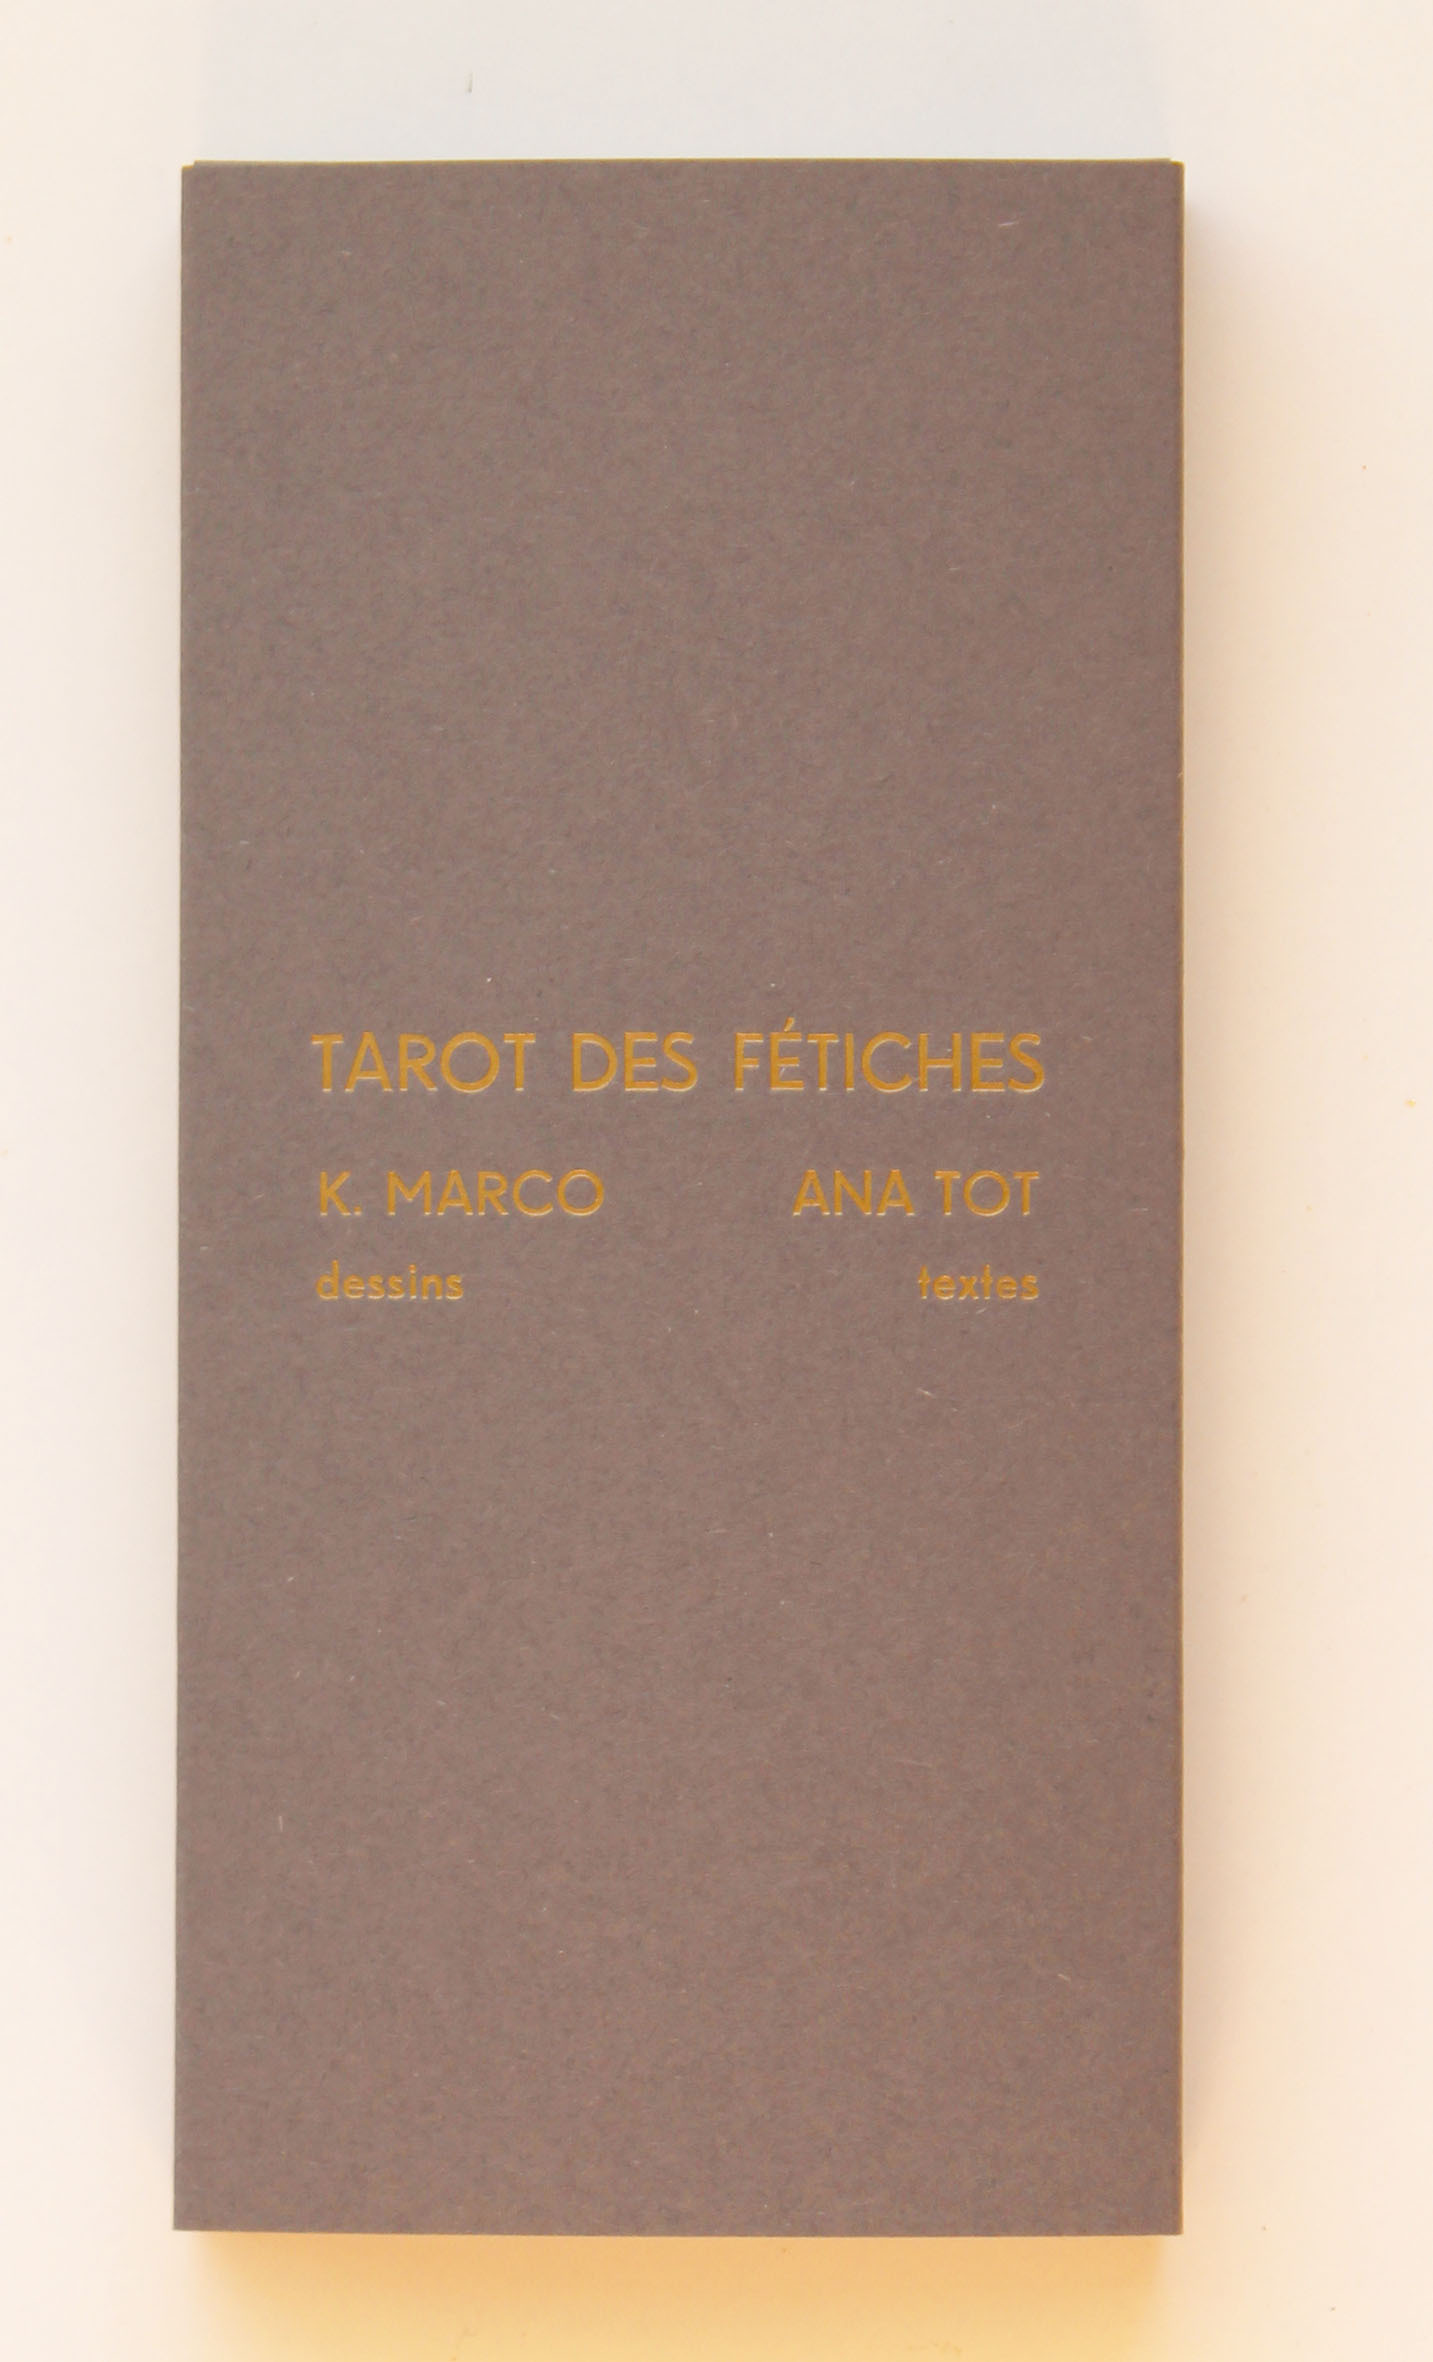 TAROT DES FÉTICHES
K. MARCO ANA TOT
dessins textes